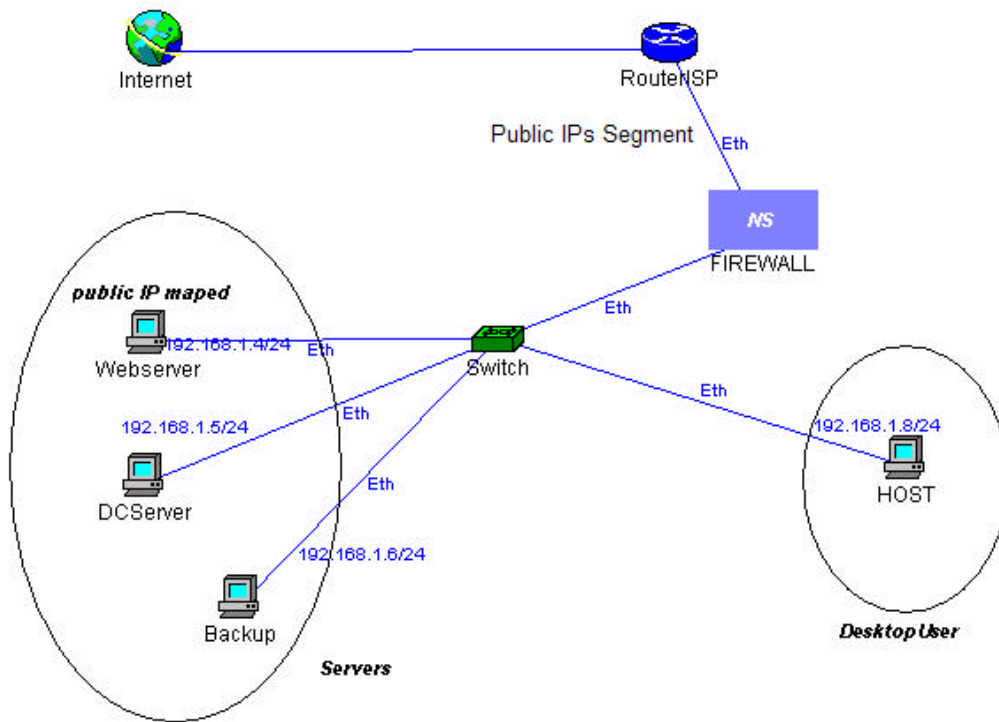 Internet
RouterISP
Public IPs Segment
Eth
NS
FIREWALL
Eth
public IP maped
192.168.1.4/24
Eth
Webserver
Switch
Eth
192.168.1.8/24
HOST
192.168.1.5/24
Eth
DCServer
Eth
192.168.1.6/24
Backup
Desktop User
Servers